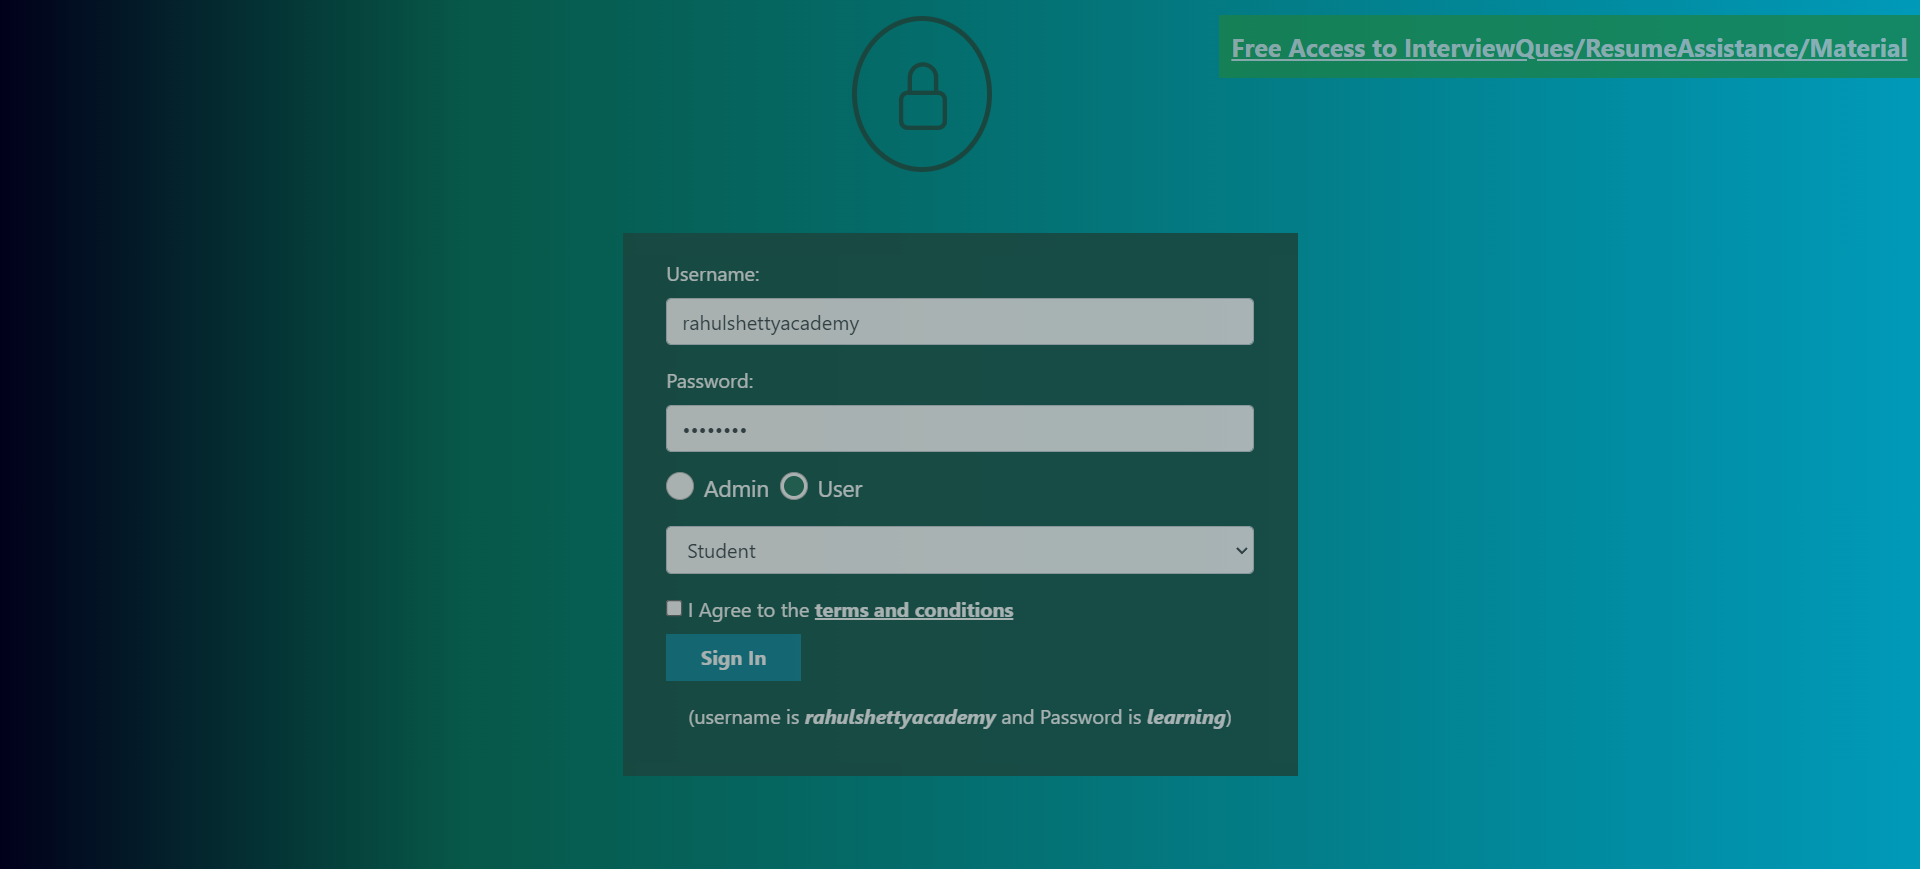 Free Access to InterviewQues/ResumeAssistance/Material
Username:
rahulshettyacademy
Password:
••••••••
Admin User
Student
I Agree to the terms and conditions
Sign In
(username is rahulshettyacademy and Password is learning)